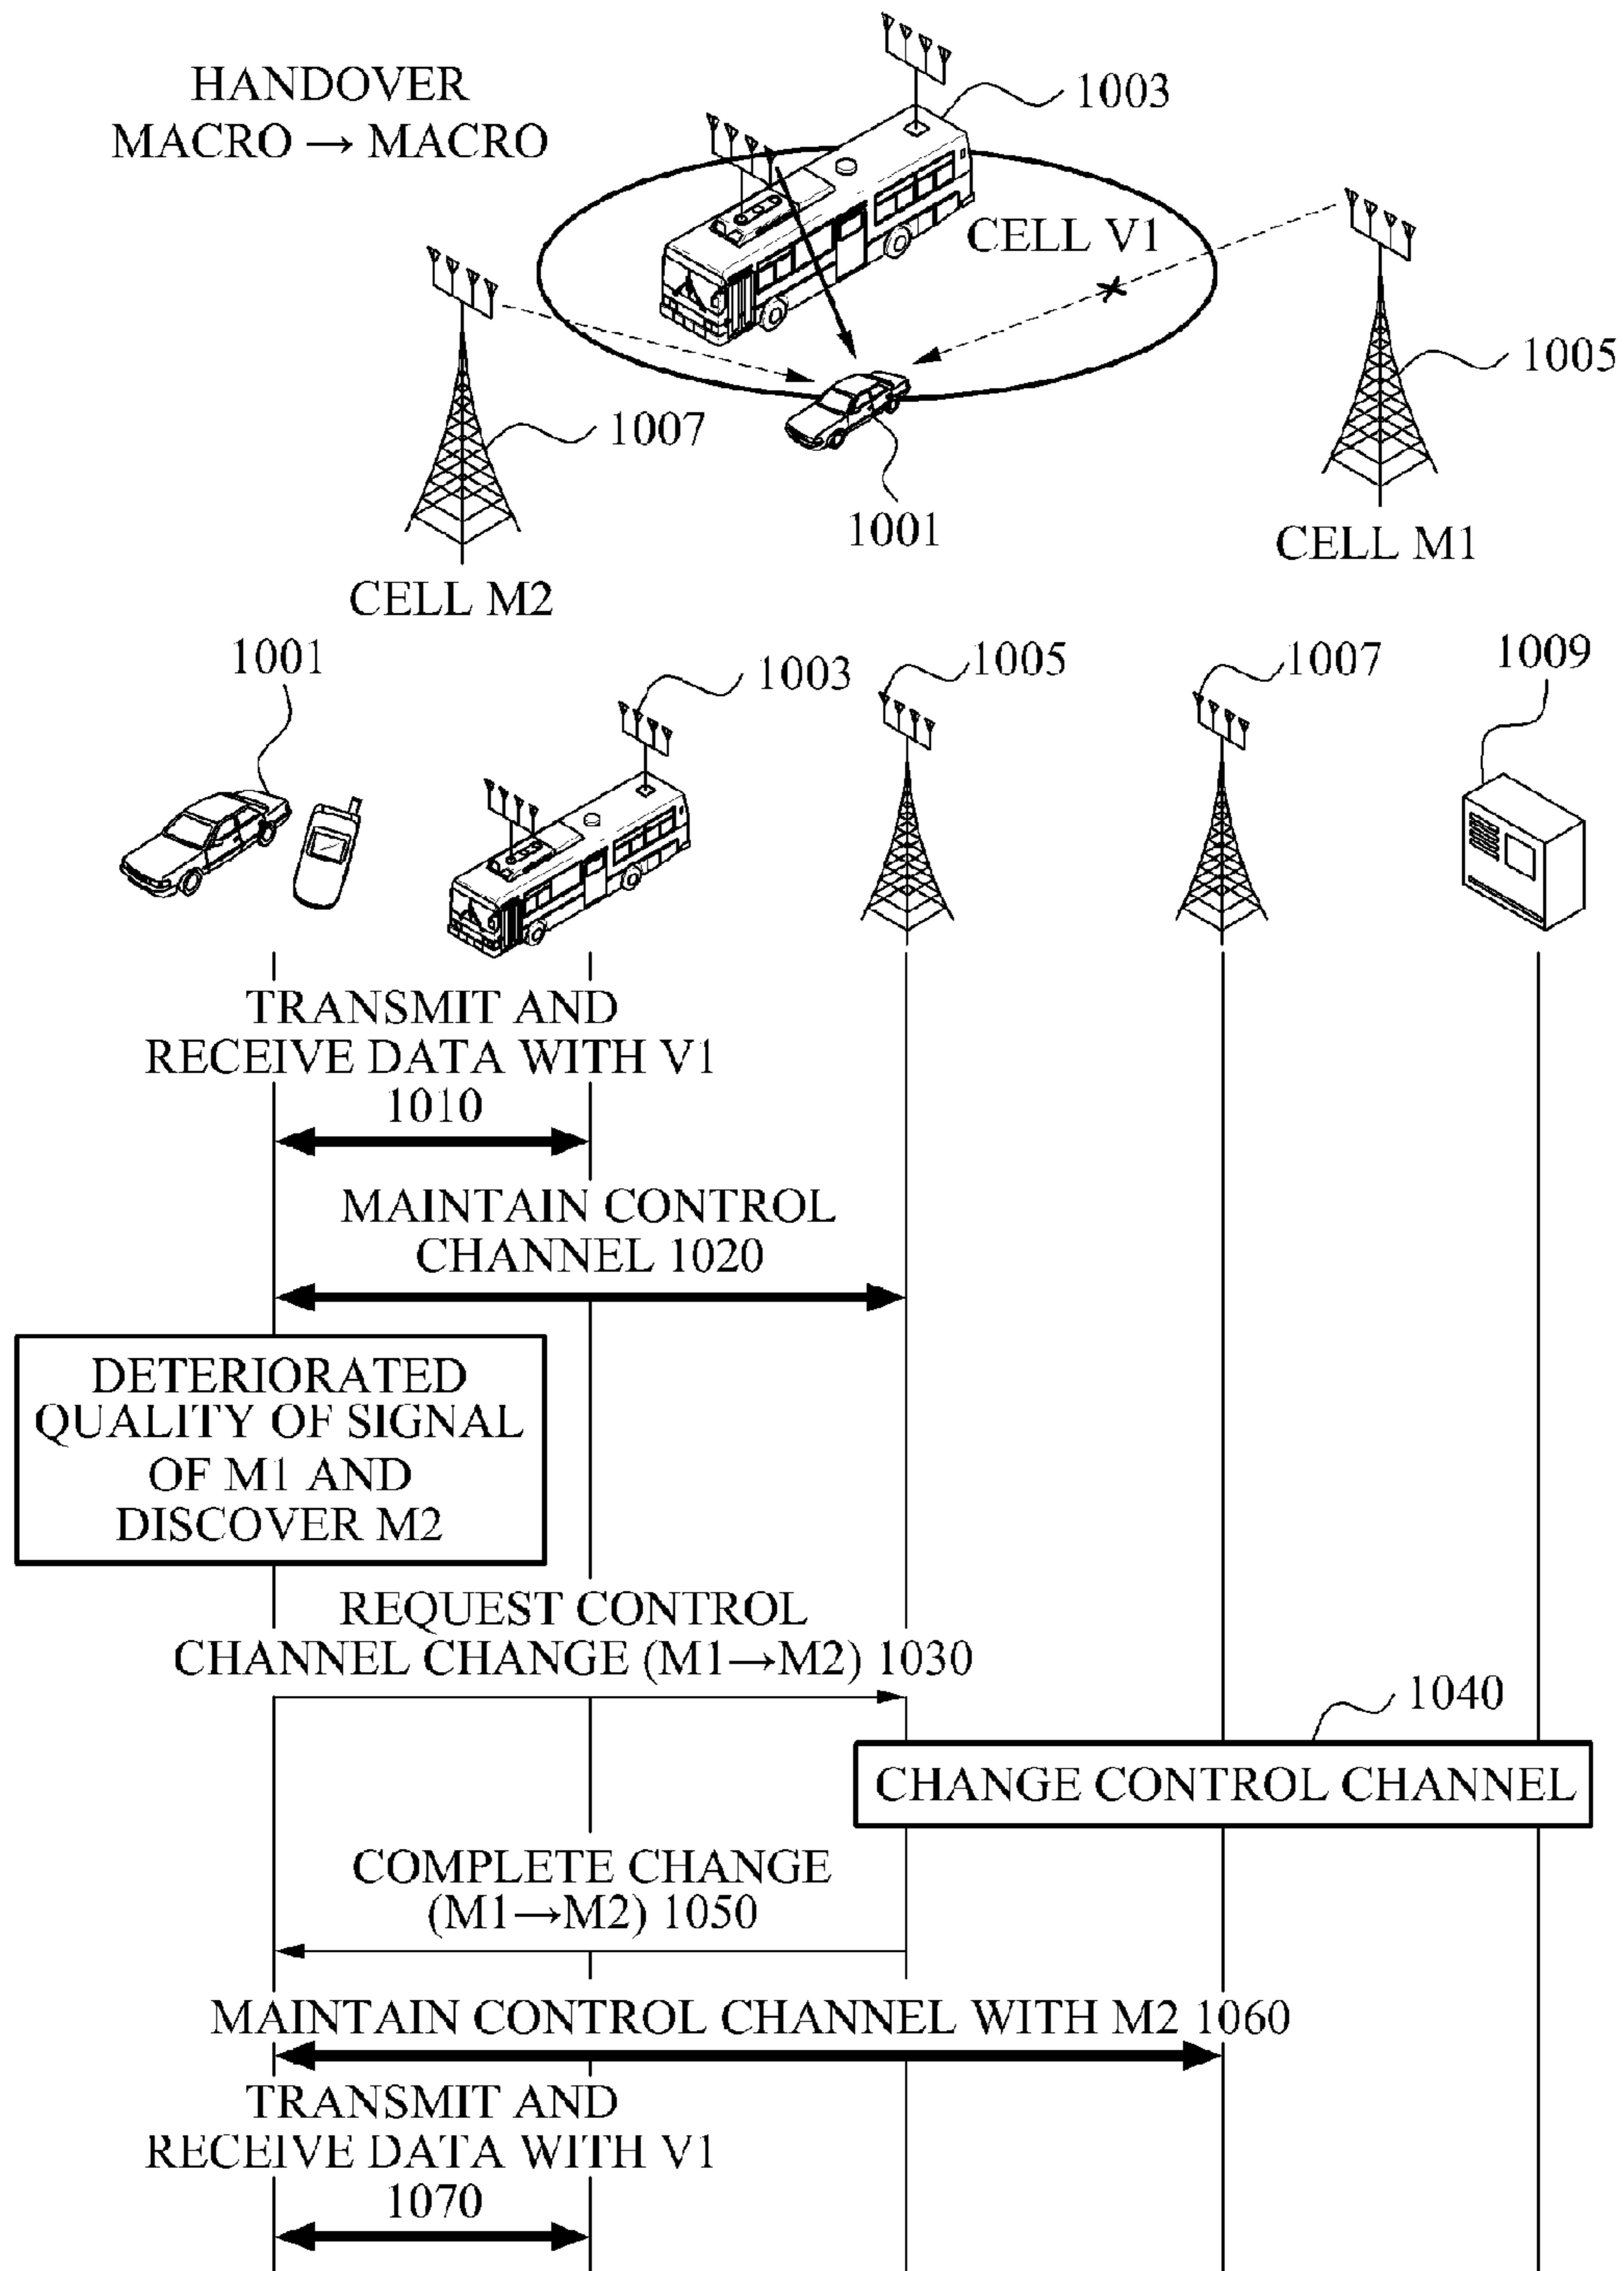 HANDOVER
MACRO → MACRO
1003
CELL V1
1005
1007
1001
CELL M1
CELL M2
1001
1003
1005
1007
1009
TRANSMIT AND
RECEIVE DATA WITH V1
1010
MAINTAIN CONTROL
CHANNEL 1020
DETERIORATED
QUALITY OF SIGNAL
OF M1 AND
DISCOVER M2
REQUEST CONTROL
CHANNEL CHANGE (M1→M2) 1030
1040
CHANGE CONTROL CHANNEL
COMPLETE CHANGE
(M1→M2) 1050
MAINTAIN CONTROL CHANNEL WITH M2 1060
TRANSMIT AND
RECEIVE DATA WITH V1
1070